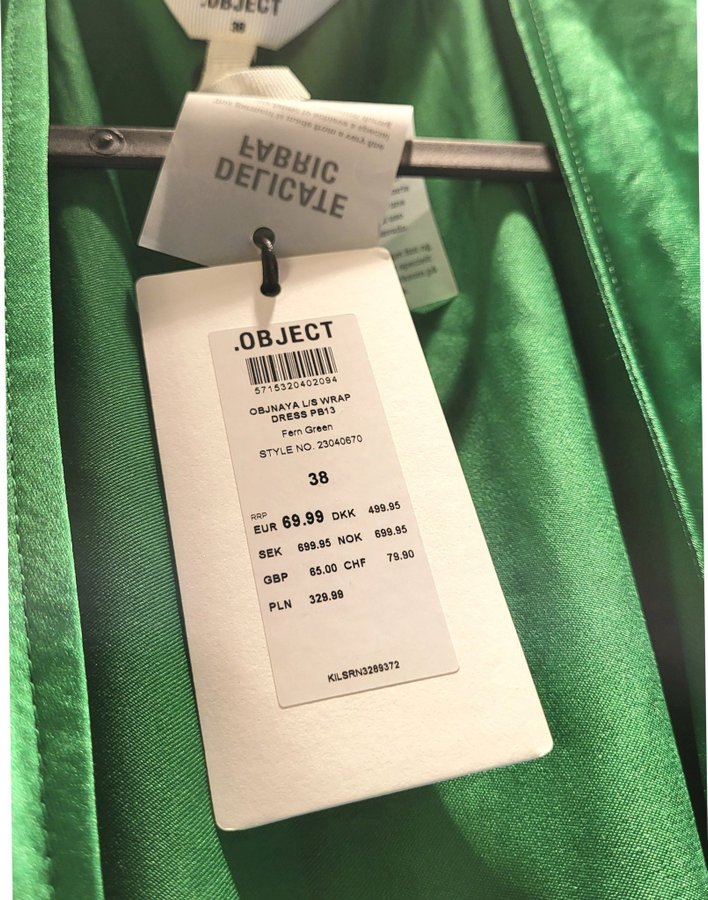 .OBJECT
38
DELICATE
FABRIC
.OBJECT
5715320402094
OBJNAYA L/S WRAP
DRESS PB13
Fern Green
STYLE NO. 23040670
38
RRP
EUR 69.99 DKK 499.95
SEK 699.95 NOK 699.95
GBP 65.00 CHF 79.90
PLN 329.99
KILSRN3289372